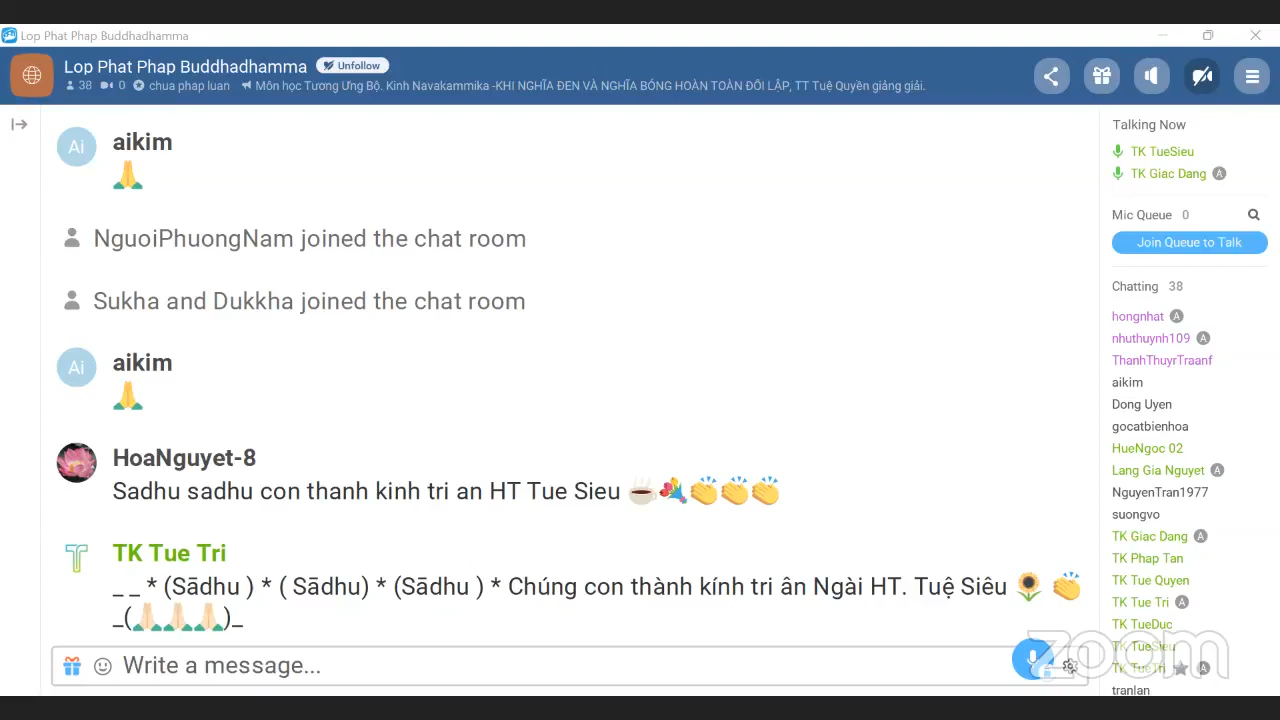 Lop Phat Phap Buddhadhamma
Lop Phat Phap Buddhadhamma Unfollow
38 0 chua phap luan Môn học Tương Ưng Bộ. Kinh Navakammika -KHI NGHĨA ĐEN VÀ NGHĨA BÓNG HOÀN TOÀN ĐỐI LẬP, TT Tuệ Quyền giảng giải.
Ai aikim
NguoiPhuongNam joined the chat room
Sukha and Dukkha joined the chat room
Ai aikim
HoaNguyet-8
Sadhu sadhu con thanh kinh tri an HT Tue Sieu
T TK Tue Tri
_ _ * (Sādhu ) * ( Sādhu) * (Sādhu ) * Chúng con thành kính tri ân Ngài HT. Tuệ Siêu
_( )_
Write a message...
Talking Now
TK TueSieu
TK Giac Dang A
Mic Queue 0
Join Queue to Talk
Chatting 38
hongnhat A
nhuthuynh109 A
ThanhThuyrTraanf
aikim
Dong Uyen
gocatbienhoa
HueNgoc 02
Lang Gia Nguyet A
NguyenTran1977
suongvo
TK Giac Dang A
TK Phap Tan
TK Tue Quyen
TK Tue Tri A
TK TueDuc
TK TueSieu
TK TueTri A
tranlan
zoom